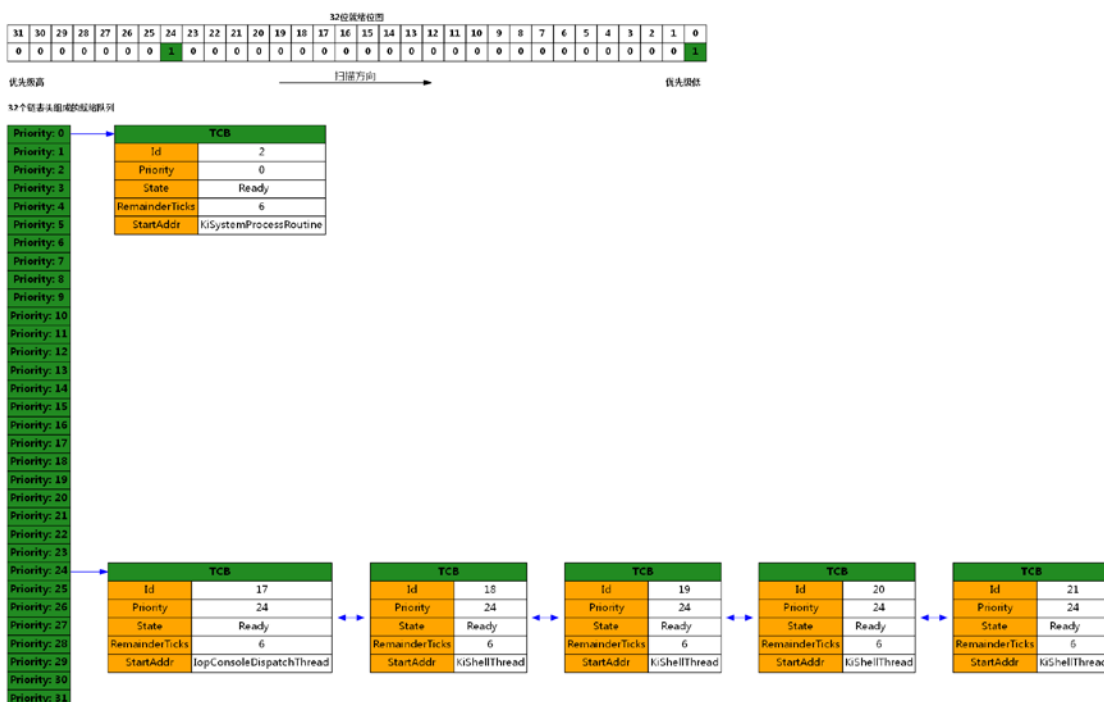 32位就绪位图
31 30 29 28 27 26 25 24 23 22 21 20 19 18 17 16 15 14 13 12 11 10 9 8 7 6 5 4 3 2 1 0
0 0 0 0 0 0 0 1 0 0 0 0 0 0 0 0 0 0 0 0 0 0 0 0 0 0 0 0 0 0 0 1
优先级高 扫描方向 优先级低
32个链表头组成的就绪队列
Priority: 0 TCB
Priority: 1 Id 2
Priority: 2 Priority 0
Priority: 3 State Ready
Priority: 4 RemainderTicks 6
Priority: 5 StartAddr KiSystemProcessRoutine
Priority: 6
Priority: 7
Priority: 8
Priority: 9
Priority: 10
Priority: 11
Priority: 12
Priority: 13
Priority: 14
Priority: 15
Priority: 16
Priority: 17
Priority: 18
Priority: 19
Priority: 20
Priority: 21
Priority: 22
Priority: 23
Priority: 24 TCB TCB TCB TCB TCB
Priority: 25 Id 17 Id 18 Id 19 Id 20 Id 21
Priority: 26 Priority 24 Priority 24 Priority 24 Priority 24 Priority 24
Priority: 27 State Ready State Ready State Ready State Ready State Ready
Priority: 28 RemainderTicks 6 RemainderTicks 6 RemainderTicks 6 RemainderTicks 6 RemainderTicks 6
Priority: 29 StartAddr IopConsoleDispatchThread StartAddr KiShellThread StartAddr KiShellThread StartAddr KiShellThread StartAddr KiShellThread
Priority: 30
Priority: 31